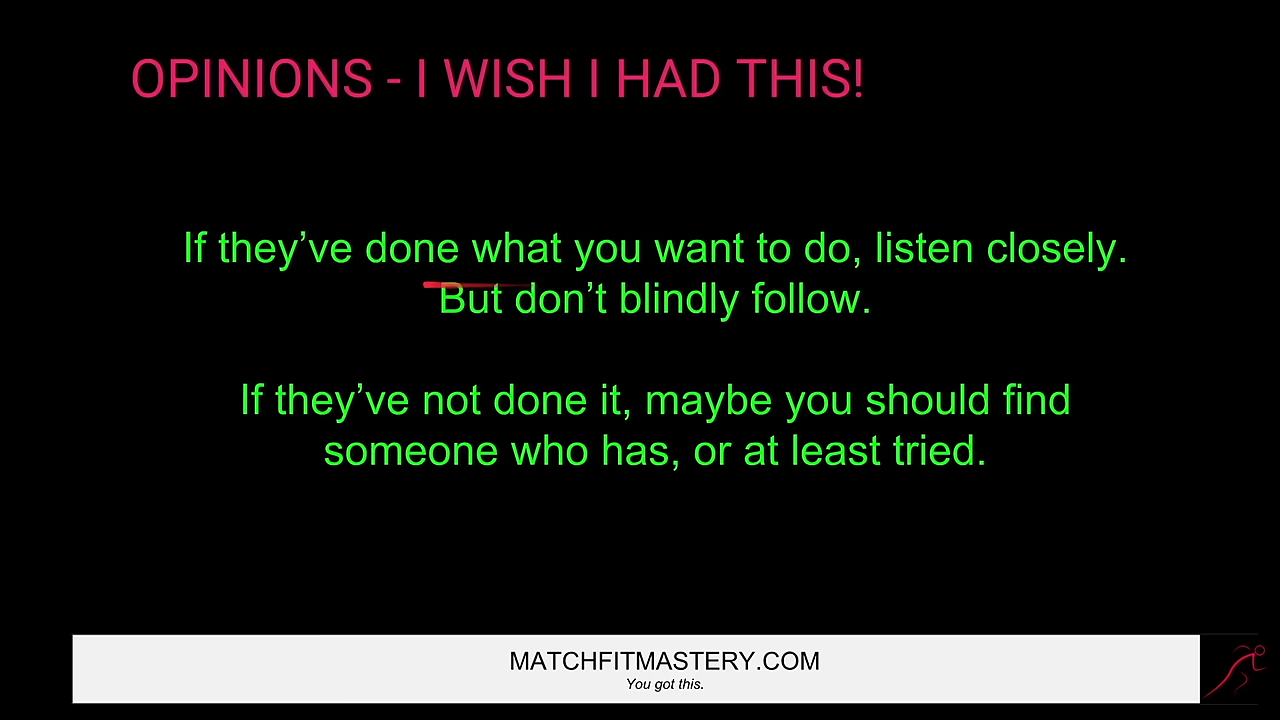 OPINIONS - I WISH I HAD THIS!
If they’ve done what you want to do, listen closely.
But don’t blindly follow.
If they’ve not done it, maybe you should find
someone who has, or at least tried.
MATCHFITMASTERY.COM
You got this.